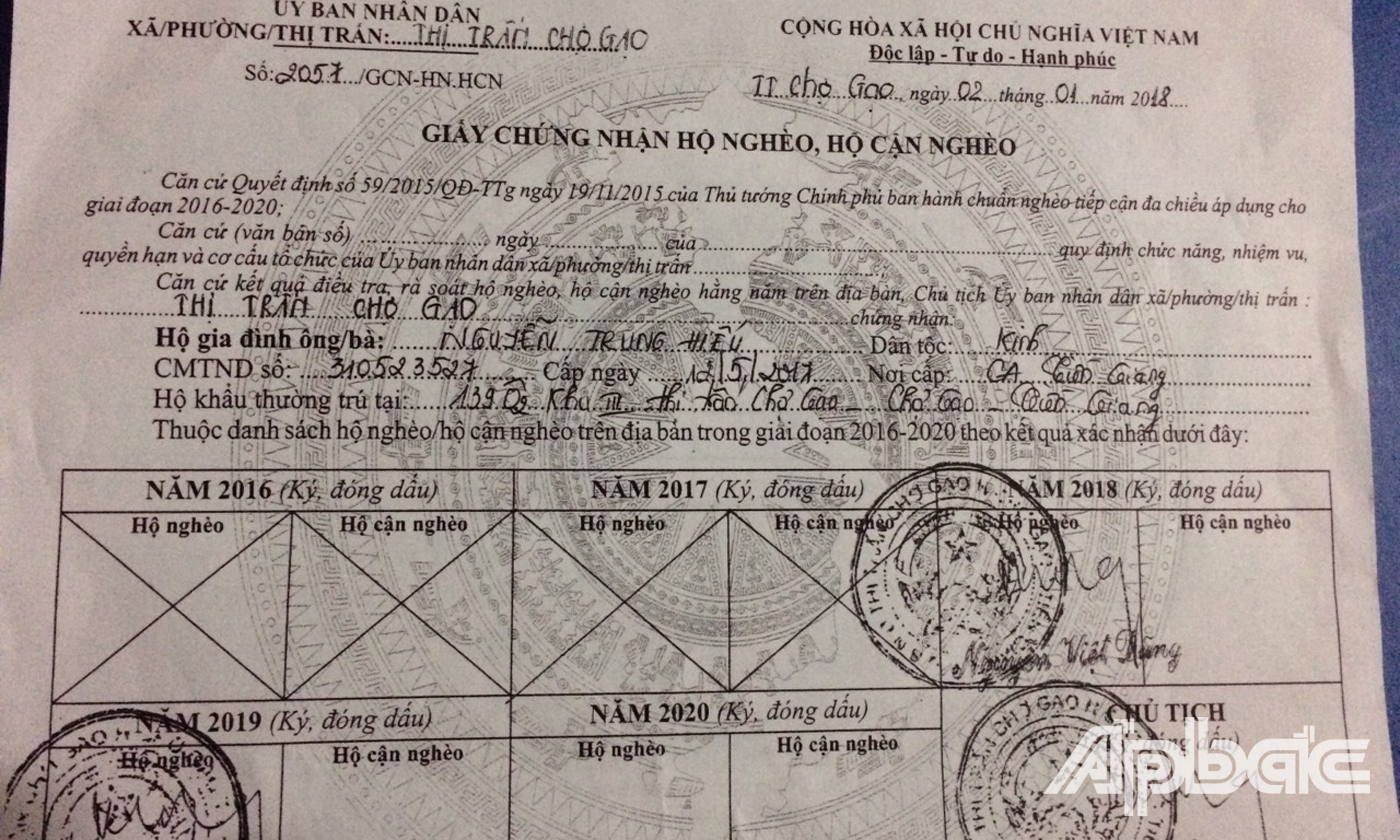 ỦY BAN NHÂN DÂN
XÃ/PHƯỜNG/THỊ TRẤN: THỊ TRẤN CHỢ GẠO
Số: 2057 /GCN-HN.HCN
CỘNG HÒA XÃ HỘI CHỦ NGHĨA VIỆT NAM
Độc lập - Tự do - Hạnh phúc
TT Chợ Gạo, ngày 02 tháng 01 năm 2018
GIẤY CHỨNG NHẬN HỘ NGHÈO, HỘ CẬN NGHÈO
Căn cứ Quyết định số 59/2015/QĐ-TTg ngày 19/11/2015 của Thủ tướng Chính phủ ban hành chuẩn nghèo tiếp cận đa chiều áp dụng cho
giai đoạn 2016-2020;
Căn cứ (văn bản số) ........ ngày ........ của ........ quy định chức năng, nhiệm vụ,
quyền hạn và cơ cấu tổ chức của Ủy ban nhân dân xã/phường/thị trấn ........
Căn cứ kết quả điều tra, rà soát hộ nghèo, hộ cận nghèo hằng năm trên địa bàn, Chủ tịch Ủy ban nhân dân xã/phường/thị trấn :
THỊ TRẤN CHỢ GẠO chứng nhận:
Hộ gia đình ông/bà: NGUYỄN TRUNG HIẾU Dân tộc: Kinh
CMTND số: 310523527 Cấp ngày 12/5/2017 Nơi cấp: CA Tiền Giang
Hộ khẩu thường trú tại: Khu III thị trấn Chợ Gạo - Chợ Gạo - Tiền Giang
Thuộc danh sách hộ nghèo/hộ cận nghèo trên địa bàn trong giai đoạn 2016-2020 theo kết quả xác nhận dưới đây:
NĂM 2016 (Ký, đóng dấu) NĂM 2017 (Ký, đóng dấu) NĂM 2018 (Ký, đóng dấu)
Hộ nghèo Hộ cận nghèo Hộ nghèo Hộ cận nghèo Hộ nghèo Hộ cận nghèo
Nguyễn Việt Dũng
NĂM 2019 (Ký, đóng dấu) NĂM 2020 (Ký, đóng dấu) CHỦ TỊCH
Hộ nghèo Hộ cận nghèo Hộ nghèo Hộ cận nghèo
Apbắc